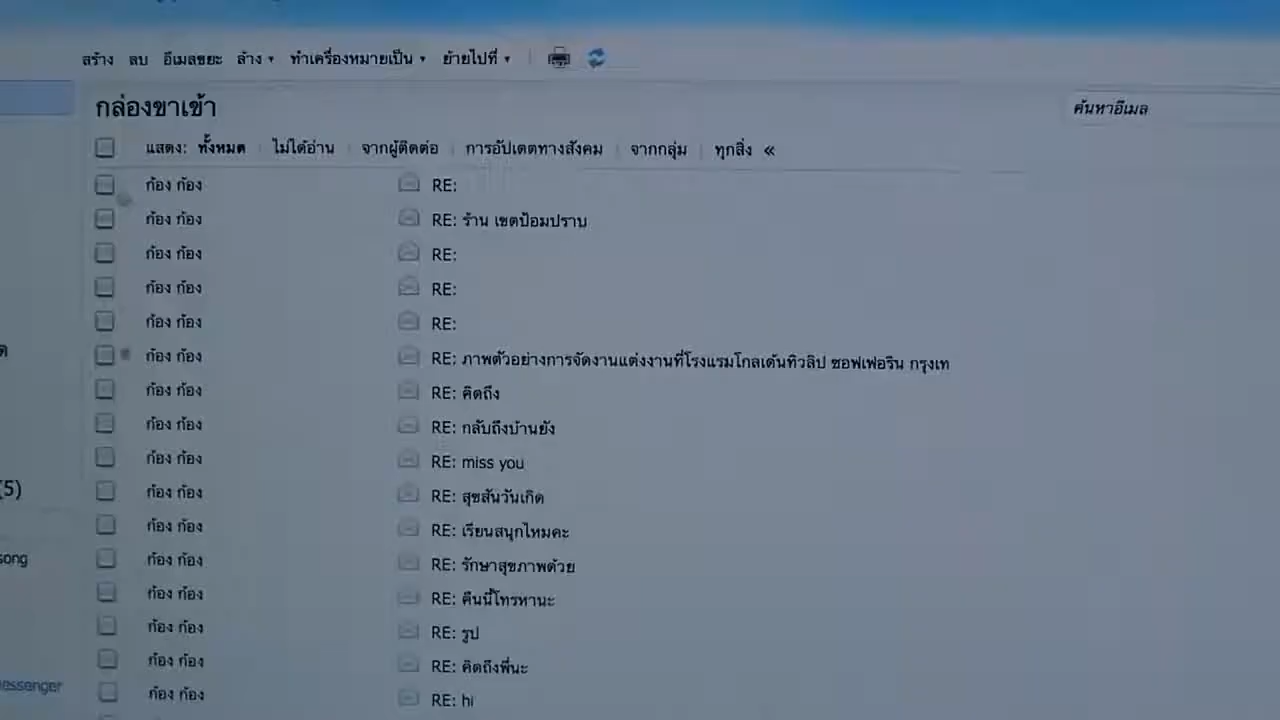 สร้าง ลบ อีเมลขยะ ล้าง ทำเครื่องหมายเป็น ย้ายไปที่
กล่องขาเข้า
ค้นหาอีเมล
แสดง: ทั้งหมด ไม่ได้อ่าน จากผู้ติดต่อ การอัปเดตทางสังคม จากกลุ่ม ทุกสิ่ง «
ก้อง ก้อง RE:
ก้อง ก้อง RE: ร้าน เขตป้อมปราบ
ก้อง ก้อง RE:
ก้อง ก้อง RE:
ก้อง ก้อง RE:
ก้อง ก้อง RE: ภาพตัวอย่างการจัดงานแต่งงานที่โรงแรมโกลเด้นทิวลิป ซอฟเฟอริน กรุงเท
ก้อง ก้อง RE: คิดถึง
ก้อง ก้อง RE: กลับถึงบ้านยัง
ก้อง ก้อง RE: miss you
ก้อง ก้อง RE: สุขสันวันเกิด
(5)
ก้อง ก้อง RE: เรียนสนุกไหมคะ
song
ก้อง ก้อง RE: รักษาสุขภาพด้วย
ก้อง ก้อง RE: คืนนี้โทรหานะ
ก้อง ก้อง RE: รูป
ก้อง ก้อง RE: คิดถึงพี่นะ
essenger
ก้อง ก้อง RE: hi